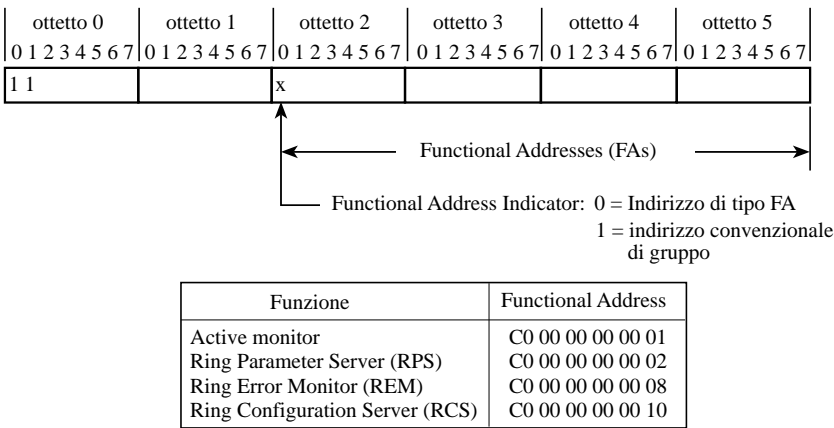 ottetto 0 ottetto 1 ottetto 2 ottetto 3 ottetto 4 ottetto 5
0 1 2 3 4 5 6 7 0 1 2 3 4 5 6 7 0 1 2 3 4 5 6 7 0 1 2 3 4 5 6 7 0 1 2 3 4 5 6 7 0 1 2 3 4 5 6 7
1 1 x
Functional Addresses (FAs)
Functional Address Indicator: 0 = Indirizzo di tipo FA
1 = indirizzo convenzionale
di gruppo
Funzione Functional Address
Active monitor C0 00 00 00 00 01
Ring Parameter Server (RPS) C0 00 00 00 00 02
Ring Error Monitor (REM) C0 00 00 00 00 08
Ring Configuration Server (RCS) C0 00 00 00 00 10